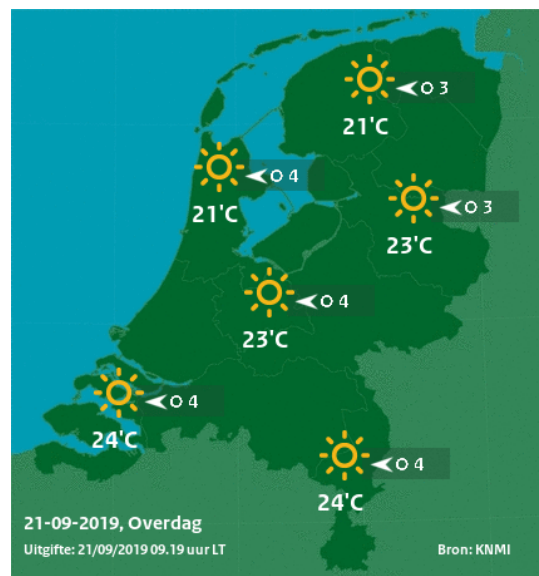 O 3
21'C
O 4
21'C
O 3
23'C
O 4
23'C
O 4
24'C
O 4
24'C
21-09-2019, Overdag
Uitgifte: 21/09/2019 09.19 uur LT
Bron: KNMI